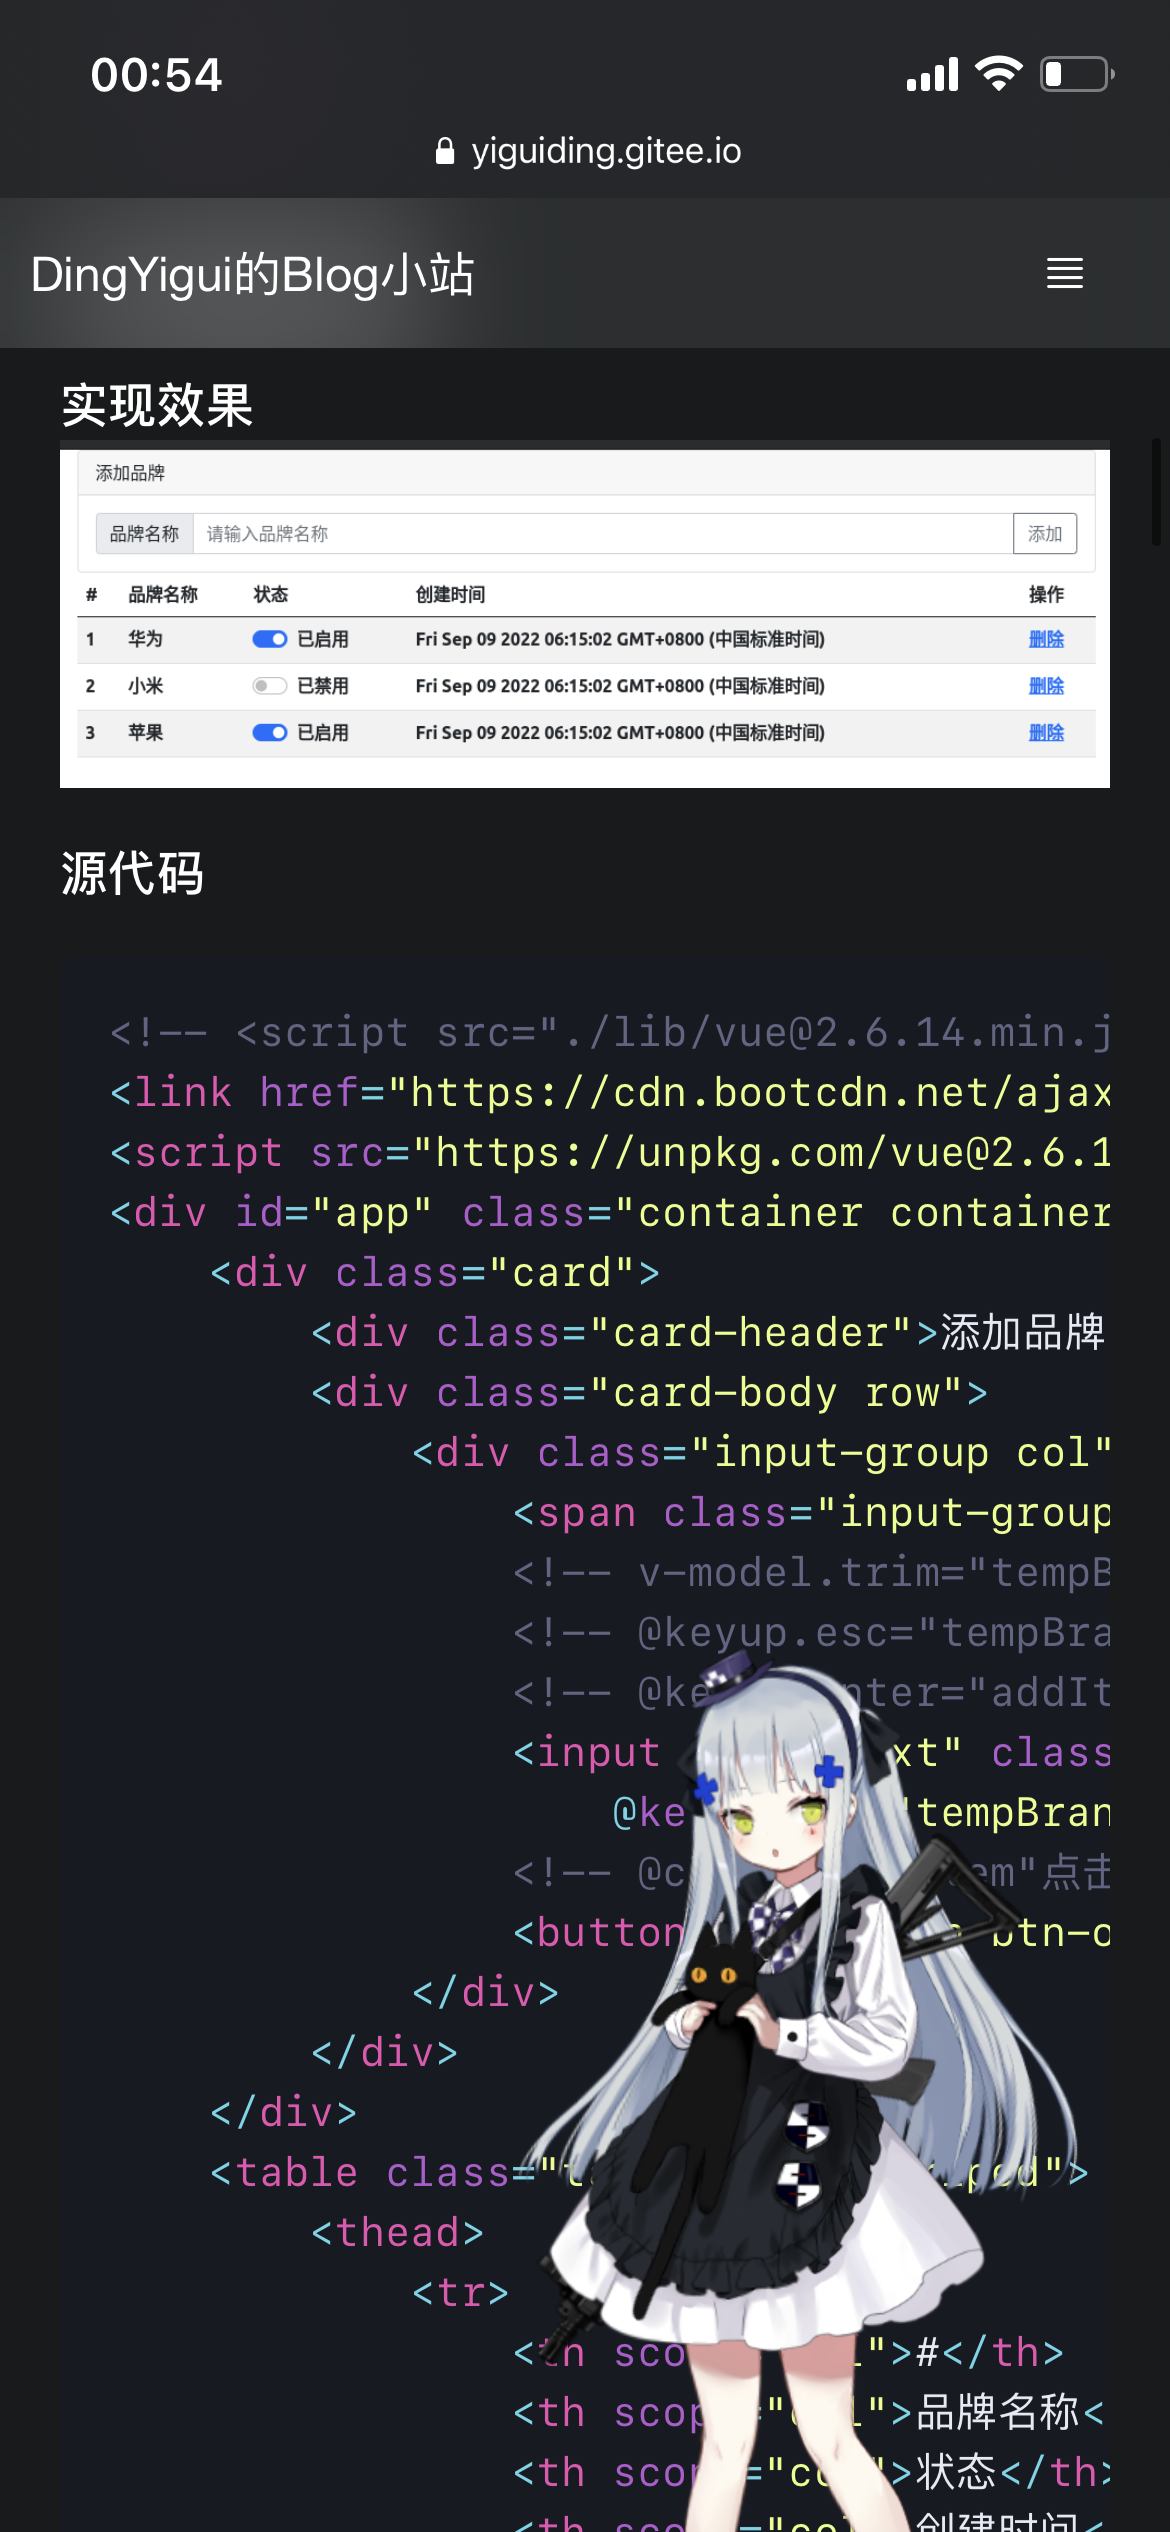 00:54
yiguiding.gitee.io
DingYigui的Blog小站
实现效果
添加品牌
品牌名称 请输入品牌名称 添加
# 品牌名称 状态 创建时间 操作
1 华为 已启用 Fri Sep 09 2022 06:15:02 GMT+0800 (中国标准时间) 删除
2 小米 已禁用 Fri Sep 09 2022 06:15:02 GMT+0800 (中国标准时间) 删除
3 苹果 已启用 Fri Sep 09 2022 06:15:02 GMT+0800 (中国标准时间) 删除
源代码
<!-- <script src="./lib/vue@2.6.14.min.j
<link href="https://cdn.bootcdn.net/ajax
<script src="https://unpkg.com/vue@2.6.1
<div id="app" class="container container
<div class="card">
<div class="card-header">添加品牌
<div class="card-body row">
<div class="input-group col"
<span class="input-group
<!-- v-model.trim="tempB
<!-- @keyup.esc="tempBra
<!-- @ke nter="addIt
<input xt" class
@ke tempBran
<!-- @c em"点击
<button btn-o
</div>
</div>
</div>
<table class="t iped">
<thead>
<tr>
<th sco ">#</th>
<th scop ">品牌名称<
<th scop="co ">状态</th>
<th sco ="col >创建时间<